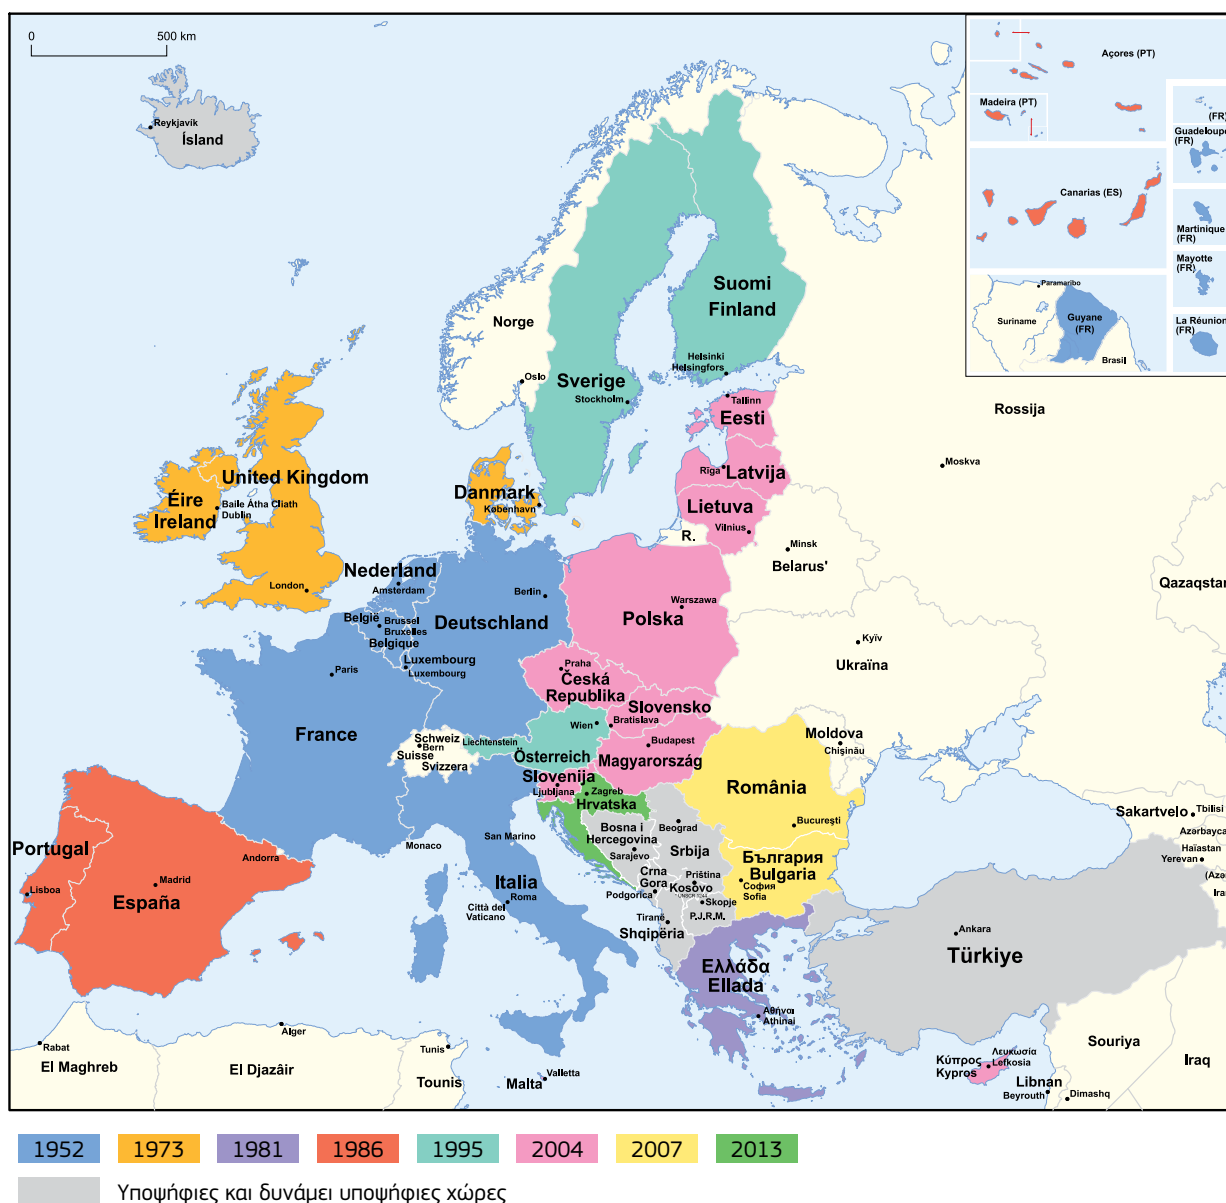 0 500 km
Reykjavík
Ísland
Açores (PT)
Madeira (PT)
(FR)
Guadeloupe
(FR)
Canarias (ES)
Martinique
(FR)
Mayotte
(FR)
Paramaribo
Suriname
Guyane
(FR)
Brasil
La Réunion
(FR)
Suomi
Finland
Norge
Helsinki
Helsingfors
Oslo
Sverige
Stockholm
Tallinn
Eesti
Rossija
Moskva
Rīga
Latvija
United Kingdom
Éire
Ireland
Baile Átha Cliath
Dublin
Danmark
København
Lietuva
Vilnius
R.
Minsk
Belarus'
Qazaqstan
London
Nederland
Amsterdam
Berlin
Warszawa
Polska
België
Brussel
Bruxelles
Belgique
Deutschland
Kyïv
Ukraïna
Luxembourg
Luxembourg
Paris
Praha
Česká
Republika
Slovensko
Bratislava
France
Schweiz
Bern
Suisse
Svizzera
Liechtenstein
Wien
Österreich
Budapest
Magyarország
Moldova
Chişinău
Slovenija
Ljubljana
Zagreb
Hrvatska
România
Bucureşti
Sakartvelo
Tbilisi
Azərbayca
Haïastan
Yerevan
(Azə
Iran
Portugal
Lisboa
Andorra
Madrid
España
Monaco
San Marino
Italia
Roma
Città del
Vaticano
Bosna i
Hercegovina
Sarajevo
Beograd
Srbija
Crna
Gora
Podgorica
Priština
Kosovo
Skopje
P.J.R.M.
Tiranë
Shqipëria
България
Bulgaria
София
Sofia
Ankara
Türkiye
Ελλάδα
Ellada
Αθήναι
Athinai
Rabat
El Maghreb
Alger
El Djazâir
Tunis
Tounis
Valletta
Malta
Κύπρος
Kypros
Λευκωσία
Lefkosia
Libnan
Beyrouth
Dimashq
Souriya
Iraq
1952 1973 1981 1986 1995 2004 2007 2013
Υποψήφιες και δυνάμει υποψήφιες χώρες